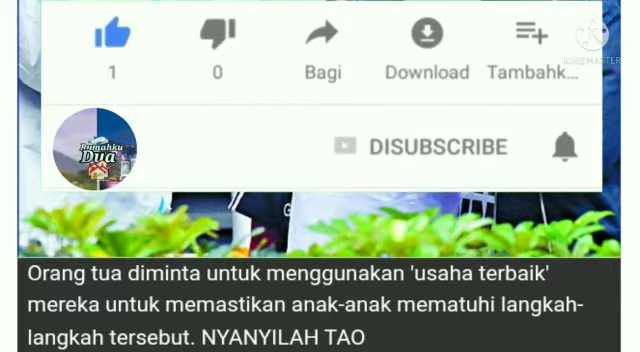 1
0
Bagi
Download
Tambahk...
KINEMASTER
Rumahku
Dua
DISUBSCRIBE
G
Orang tua diminta untuk menggunakan 'usaha terbaik'
mereka untuk memastikan anak-anak mematuhi langkah-
langkah tersebut. NYANYILAH TAO